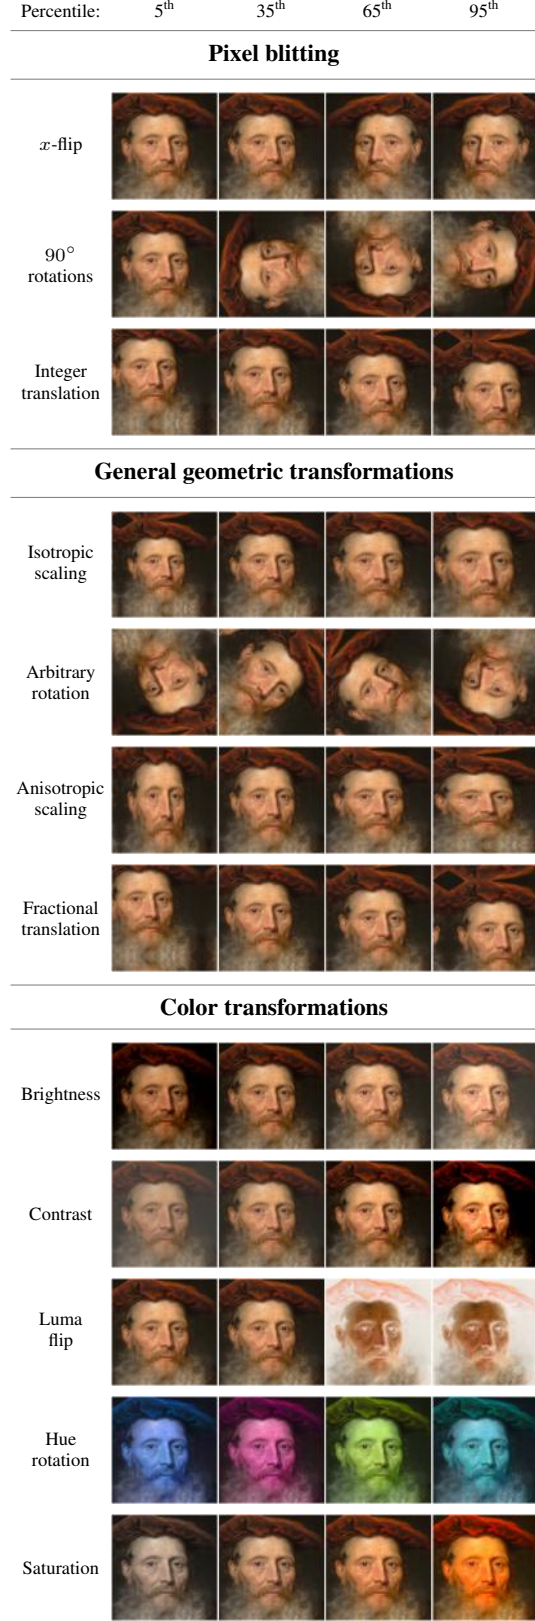 Percentile: 5th 35th 65th 95th
Pixel blitting
x-flip
90°
rotations
Integer
translation
General geometric transformations
Isotropic
scaling
Arbitrary
rotation
Anisotropic
scaling
Fractional
translation
Color transformations
Brightness
Contrast
Luma
flip
Hue
rotation
Saturation